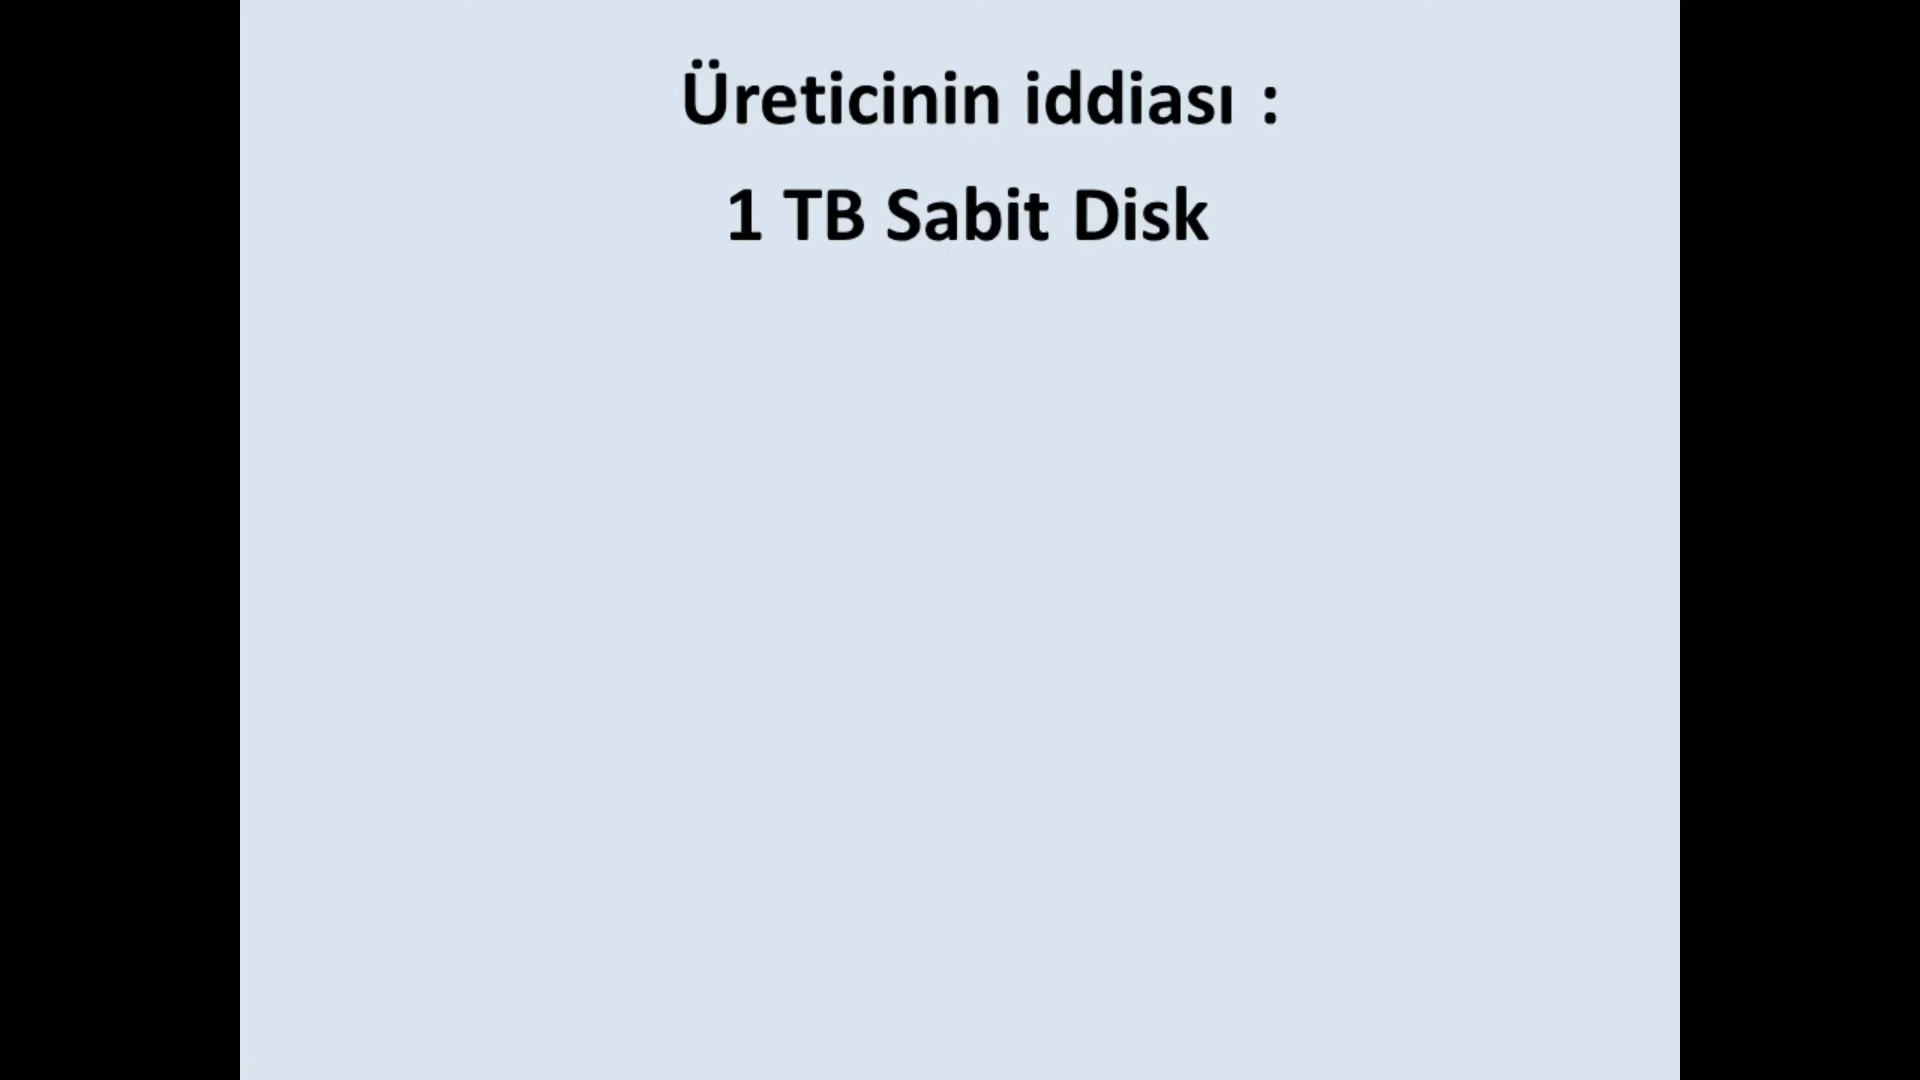 Üreticinin iddiası :
1 TB Sabit Disk